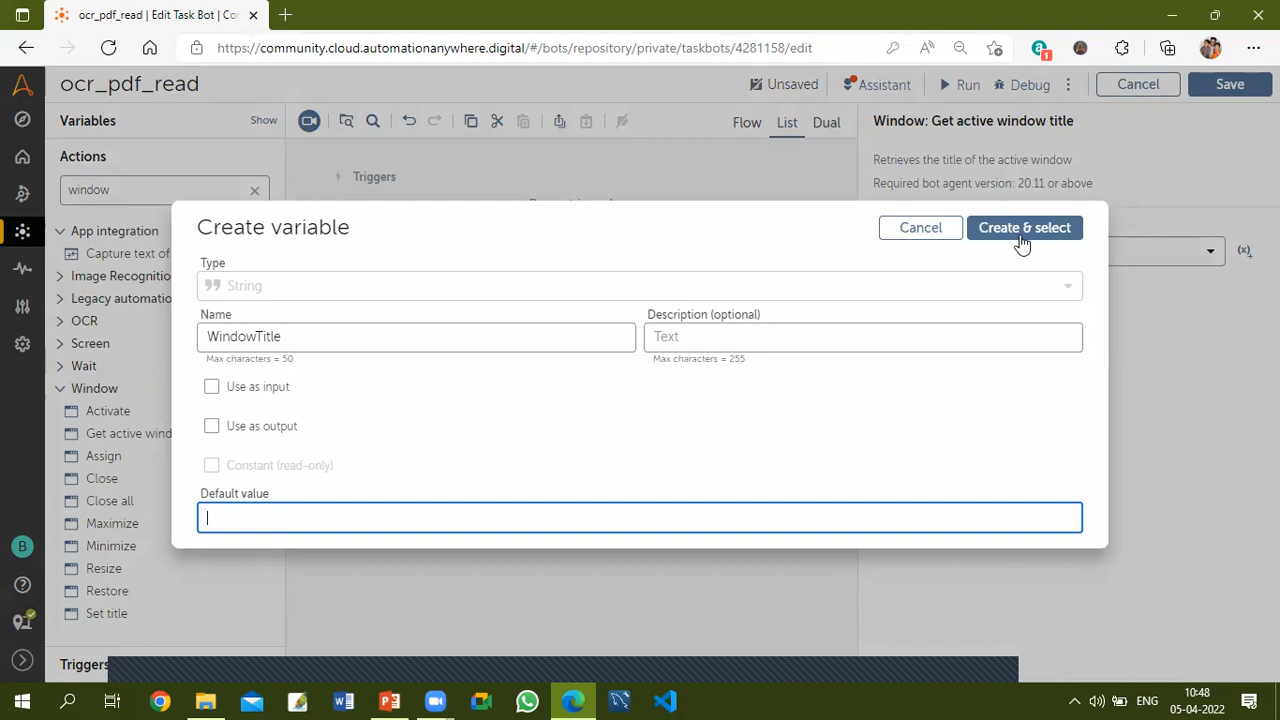 ocr_pdf_read | Edit Task Bot | Co
https://community.cloud.automationanywhere.digital/#/bots/repository/private/taskbots/4281158/edit
1
ocr_pdf_read
Unsaved
Assistant
Run
Debug
Cancel
Save
Variables
Show
Flow
List
Dual
Window: Get active window title
Actions
Triggers
Retrieves the title of the active window
Required bot agent version: 20.11 or above
window
Create variable
Cancel
Create & select
App integration
Capture text of
Image Recognitio
Legacy automatio
OCR
Screen
Wait
Window
Activate
Get active wind
Assign
Close
Close all
Maximize
Minimize
Resize
Restore
Set title
Triggers
Type
String
Name
Description (optional)
WindowTitle
Text
Max characters = 50
Max characters = 255
Use as input
Use as output
Constant (read-only)
Default value
(x)+
B
ENG
10:48
05-04-2022